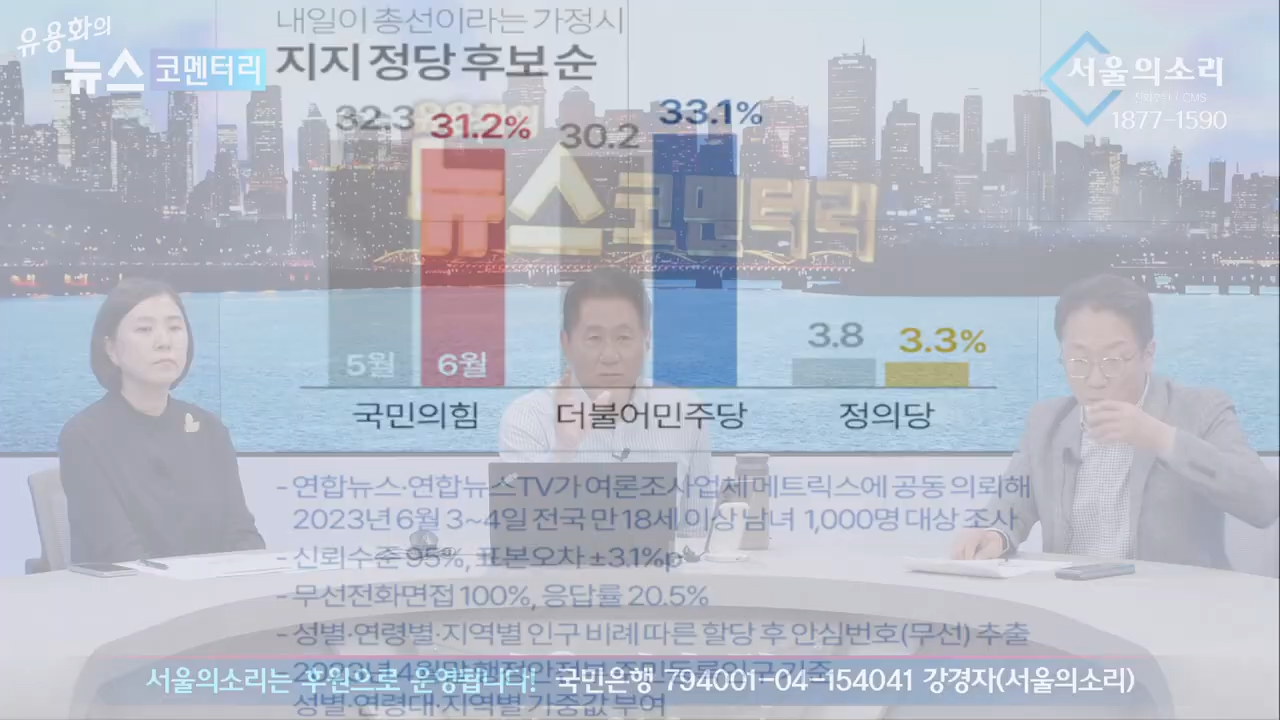 유용화의
뉴스 코멘터리
내일이 총선이라는 가정시
지지 정당 후보 순
서울의소리
1877-1590
32.3
31.2%
30.2
33.1%
뉴스코멘터리
3.8
3.3%
5월
6월
국민의힘
더불어민주당
정의당
-연합뉴스·연합뉴스TV가 여론조사업체 메트릭스에 공동 의뢰해
2023년 6월 3~4일 전국 만 18세 이상 남녀 1,000명 대상 조사
-신뢰수준 95%, 표본오차 ±3.1%p
-무선전화면접 100%, 응답률 20.5%
-성별·연령별·지역별 인구 비례 따른 할당 후 안심번호(무선) 추출
서울의소리는 후원으로 운영됩니다! 국민은행 794001-04-154041 강경자(서울의소리)
성별·연령대·지역별 가중값 부여